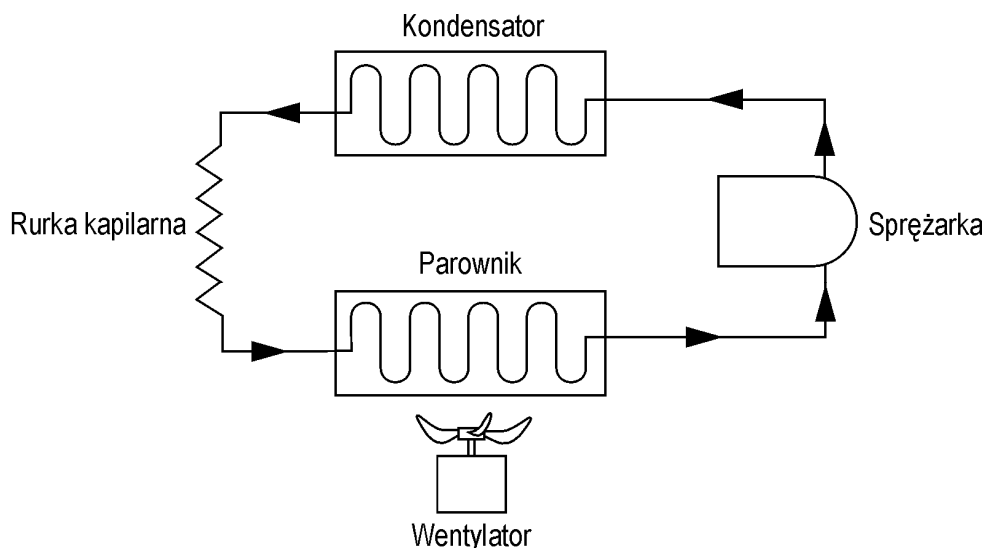 Kondensator
Rurka kapilarna
Sprężarka
Parownik
Wentylator